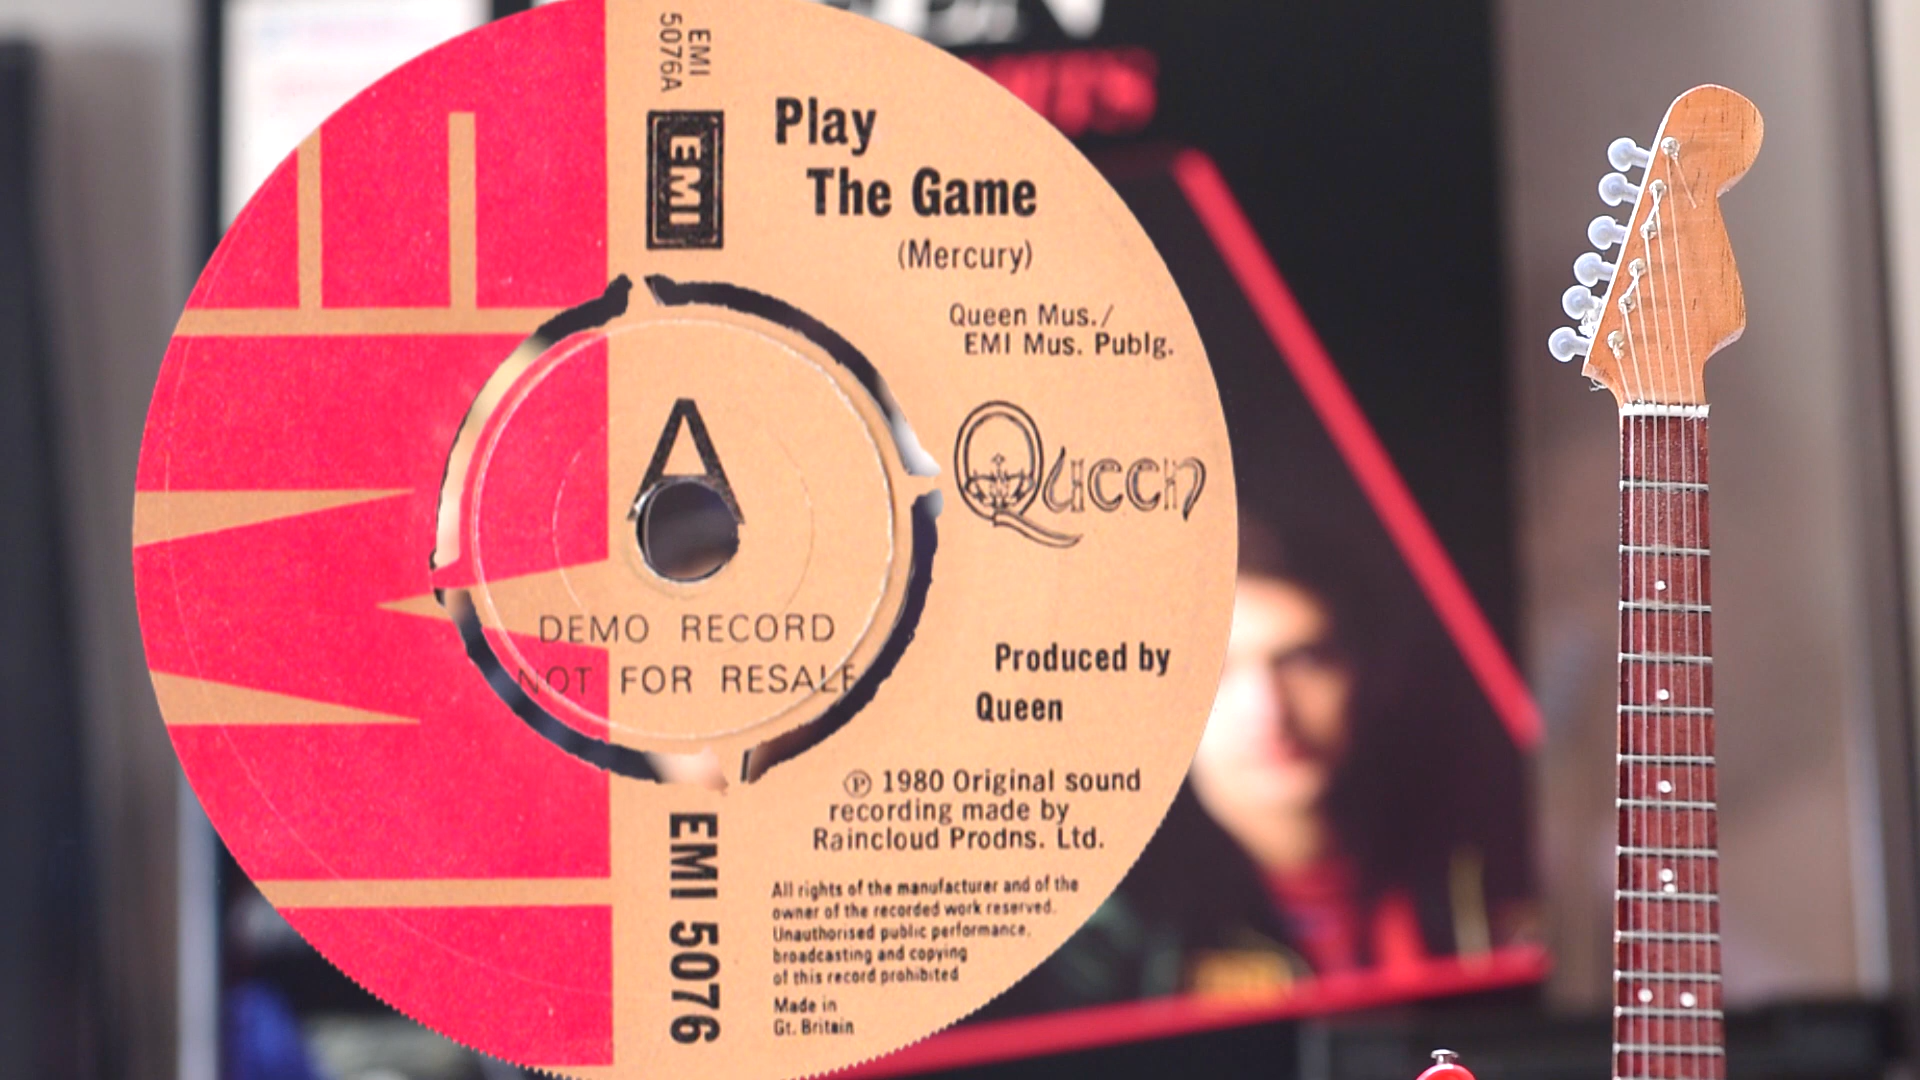 EMI
5076A
EMI
Play
The Game
(Mercury)
Queen Mus./
EMI Mus. Publg.
Queen
A
DEMO RECORD
NOT FOR RESALE
Produced by
Queen
℗ 1980 Original sound
recording made by
Raincloud Prodns. Ltd.
All rights of the manufacturer and of the
owner of the recorded work reserved.
Unauthorised public performance,
broadcasting and copying
of this record prohibited
Made in
Gt. Britain
EMI 5076